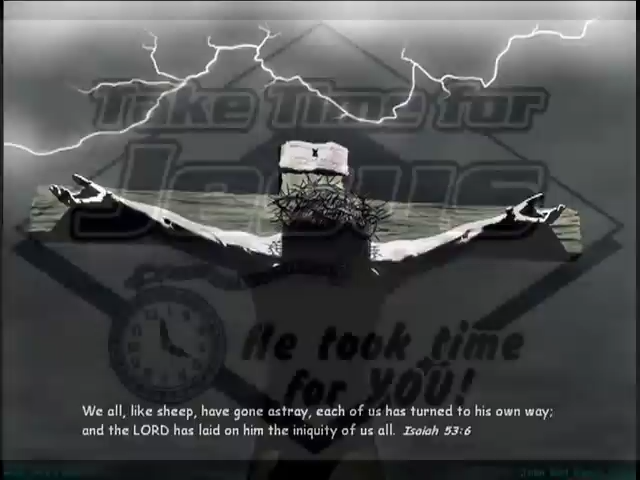 Take Time for
Jesus
He took time
for YOU!
We all, like sheep, have gone astray, each of us has turned to his own way;
and the LORD has laid on him the iniquity of us all. Isaiah 53:6